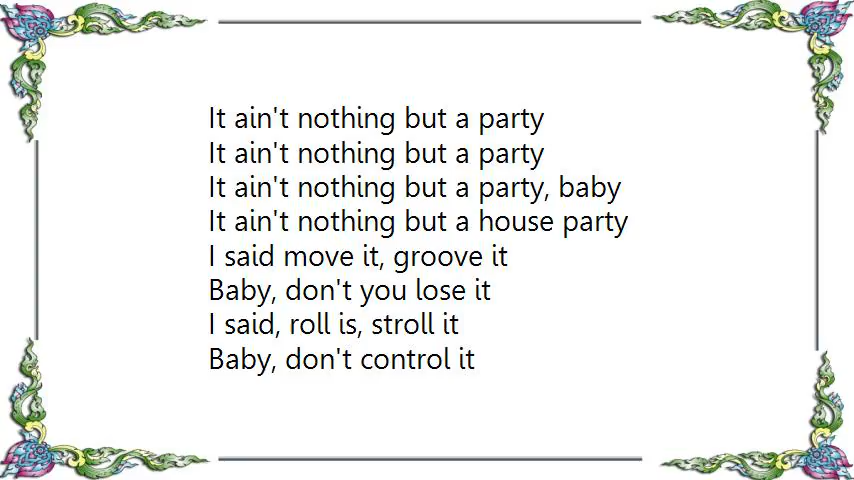 It ain't nothing but a party
It ain't nothing but a party
It ain't nothing but a party, baby
It ain't nothing but a house party
I said move it, groove it
Baby, don't you lose it
I said, roll is, stroll it
Baby, don't control it